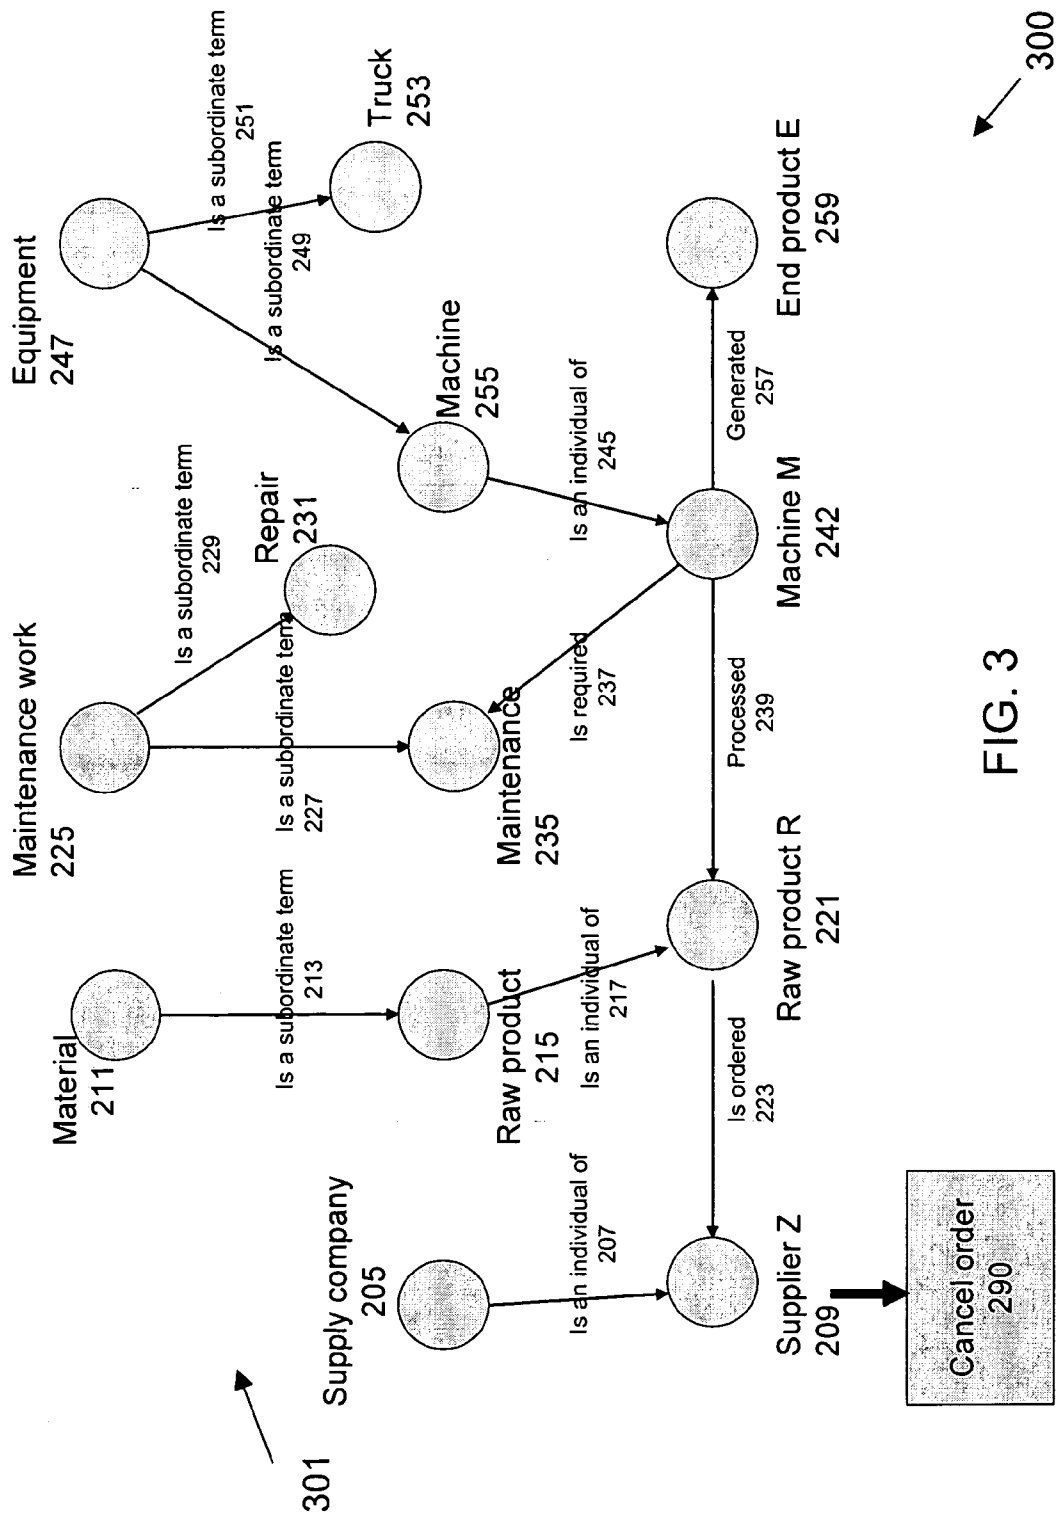 Supply company
205
Is an individual of
207
Supplier Z
209
Cancel order
290
Material
211
Is a subordinate term
213
Raw product
215
Is an individual of
217
Raw product R
221
Is ordered
223
Maintenance work
225
Is a subordinate term
227
Is a subordinate term
229
Repair
231
Maintenance
235
Is required
237
Processed
239
Machine M
242
Is an individual of
245
Equipment
247
Is a subordinate term
249
Is a subordinate term
251
Truck
253
Machine
255
Generated
257
End product E
259
301
300
FIG. 3